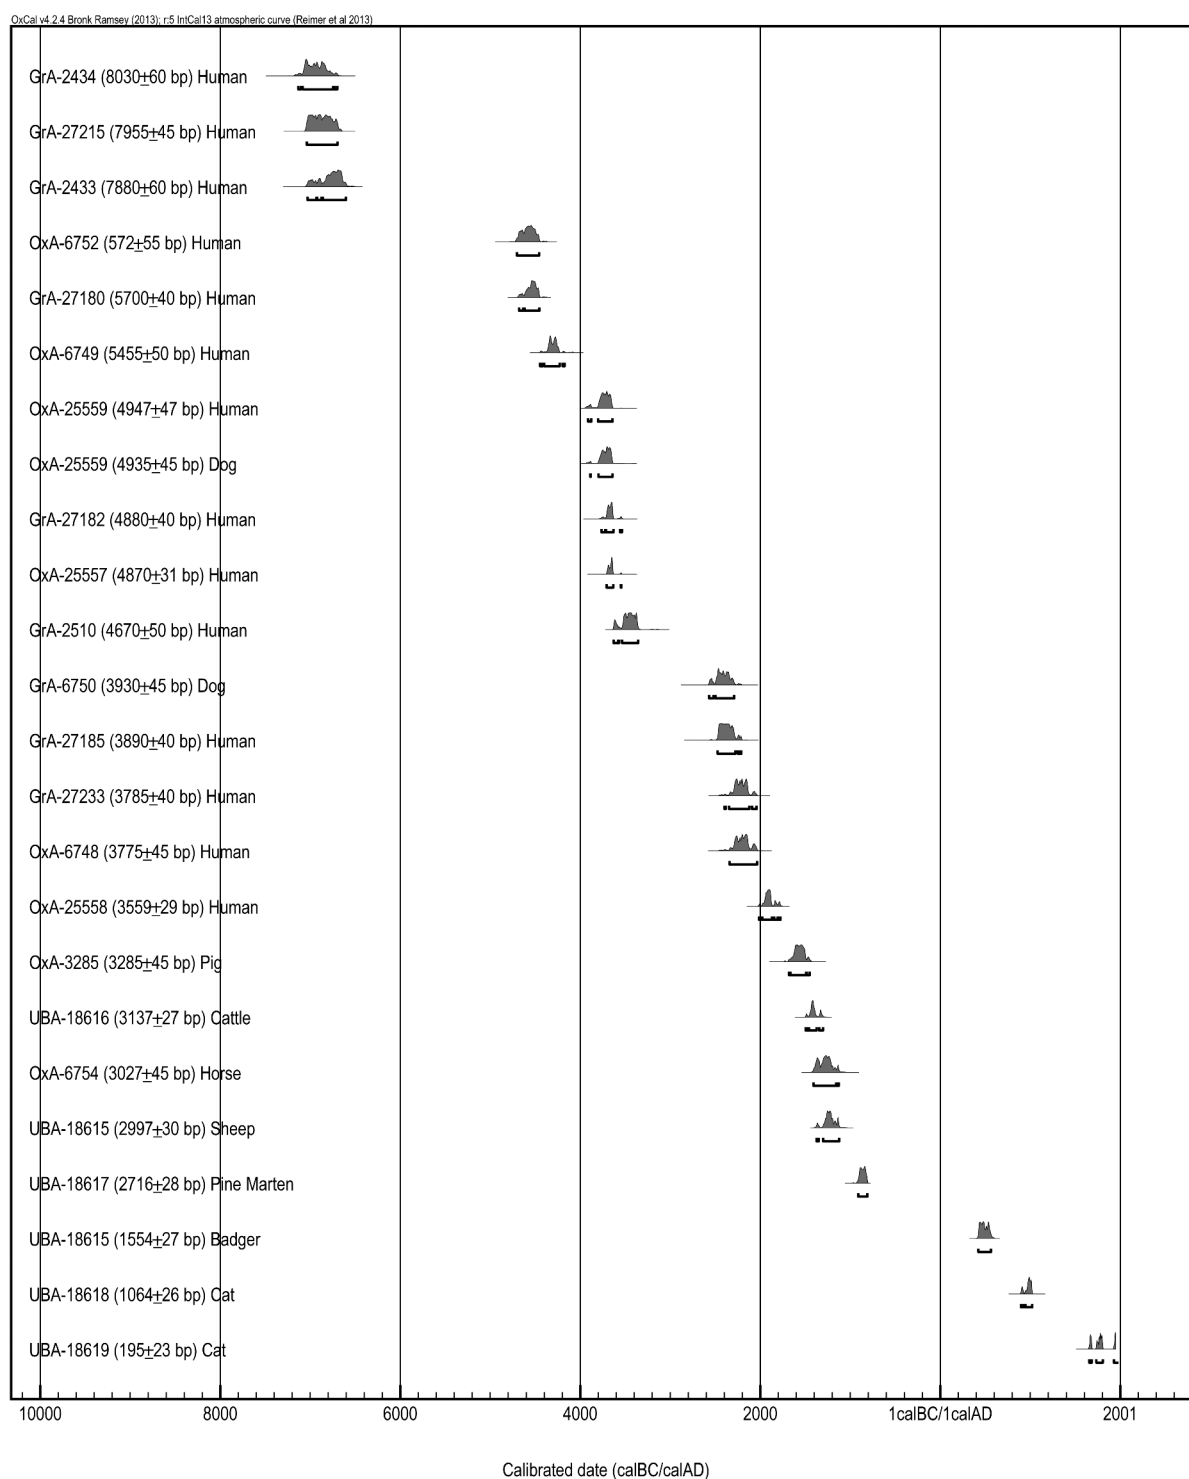 OxCal v4.2.4 Bronk Ramsey (2013); r:5 IntCal13 atmospheric curve (Reimer et al 2013)
GrA-2434 (8030±60 bp) Human
GrA-27215 (7955±45 bp) Human
GrA-2433 (7880±60 bp) Human
OxA-6752 (572±55 bp) Human
GrA-27180 (5700±40 bp) Human
OxA-6749 (5455±50 bp) Human
OxA-25559 (4947±47 bp) Human
OxA-25559 (4935±45 bp) Dog
GrA-27182 (4880±40 bp) Human
OxA-25557 (4870±31 bp) Human
GrA-2510 (4670±50 bp) Human
GrA-6750 (3930±45 bp) Dog
GrA-27185 (3890±40 bp) Human
GrA-27233 (3785±40 bp) Human
OxA-6748 (3775±45 bp) Human
OxA-25558 (3559±29 bp) Human
OxA-3285 (3285±45 bp) Pig
UBA-18616 (3137±27 bp) Cattle
OxA-6754 (3027±45 bp) Horse
UBA-18615 (2997±30 bp) Sheep
UBA-18617 (2716±28 bp) Pine Marten
UBA-18615 (1554±27 bp) Badger
UBA-18618 (1064±26 bp) Cat
UBA-18619 (195±23 bp) Cat
10000 8000 6000 4000 2000 1calBC/1calAD 2001
Calibrated date (calBC/calAD)